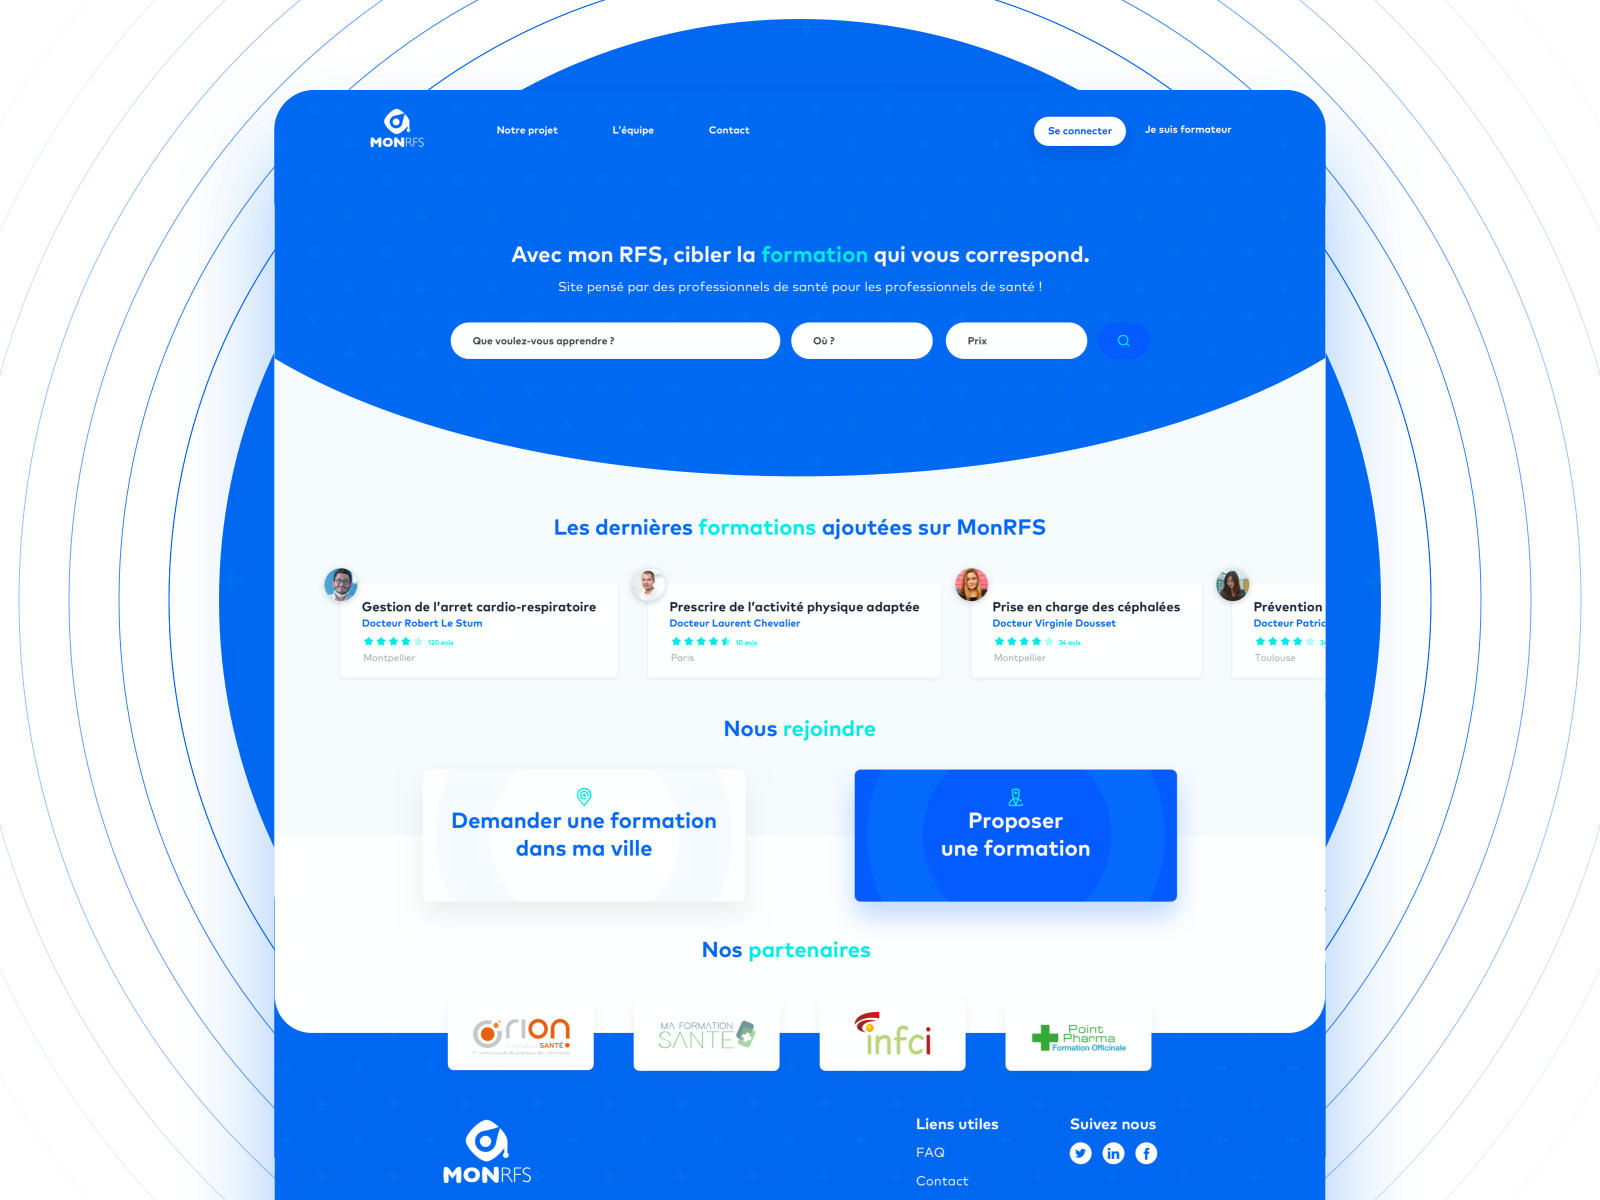 MONRFS
Notre projet
L'équipe
Contact
Se connecter
Je suis formateur
Avec mon RFS, cibler la formation qui vous correspond.
Site pensé par des professionnels de santé pour les professionnels de santé !
Que voulez-vous apprendre ?
Où ?
Prix
Les dernières formations ajoutées sur MonRFS
Gestion de l'arret cardio-respiratoire
Docteur Robert Le Stum
120 avis
Montpellier
Prescrire de l'activité physique adaptée
Docteur Laurent Chevalier
10 avis
Paris
Prise en charge des céphalées
Docteur Virginie Dousset
34 avis
Montpellier
Prévention
Docteur Patric
34
Toulouse
Nous rejoindre
Demander une formation
dans ma ville
Proposer
une formation
Nos partenaires
Orion
Formation SANTÉ
MA FORMATION
SANTE
infci
Point
Pharma
Formation Officinale
MONRFS
Liens utiles
FAQ
Contact
Suivez nous